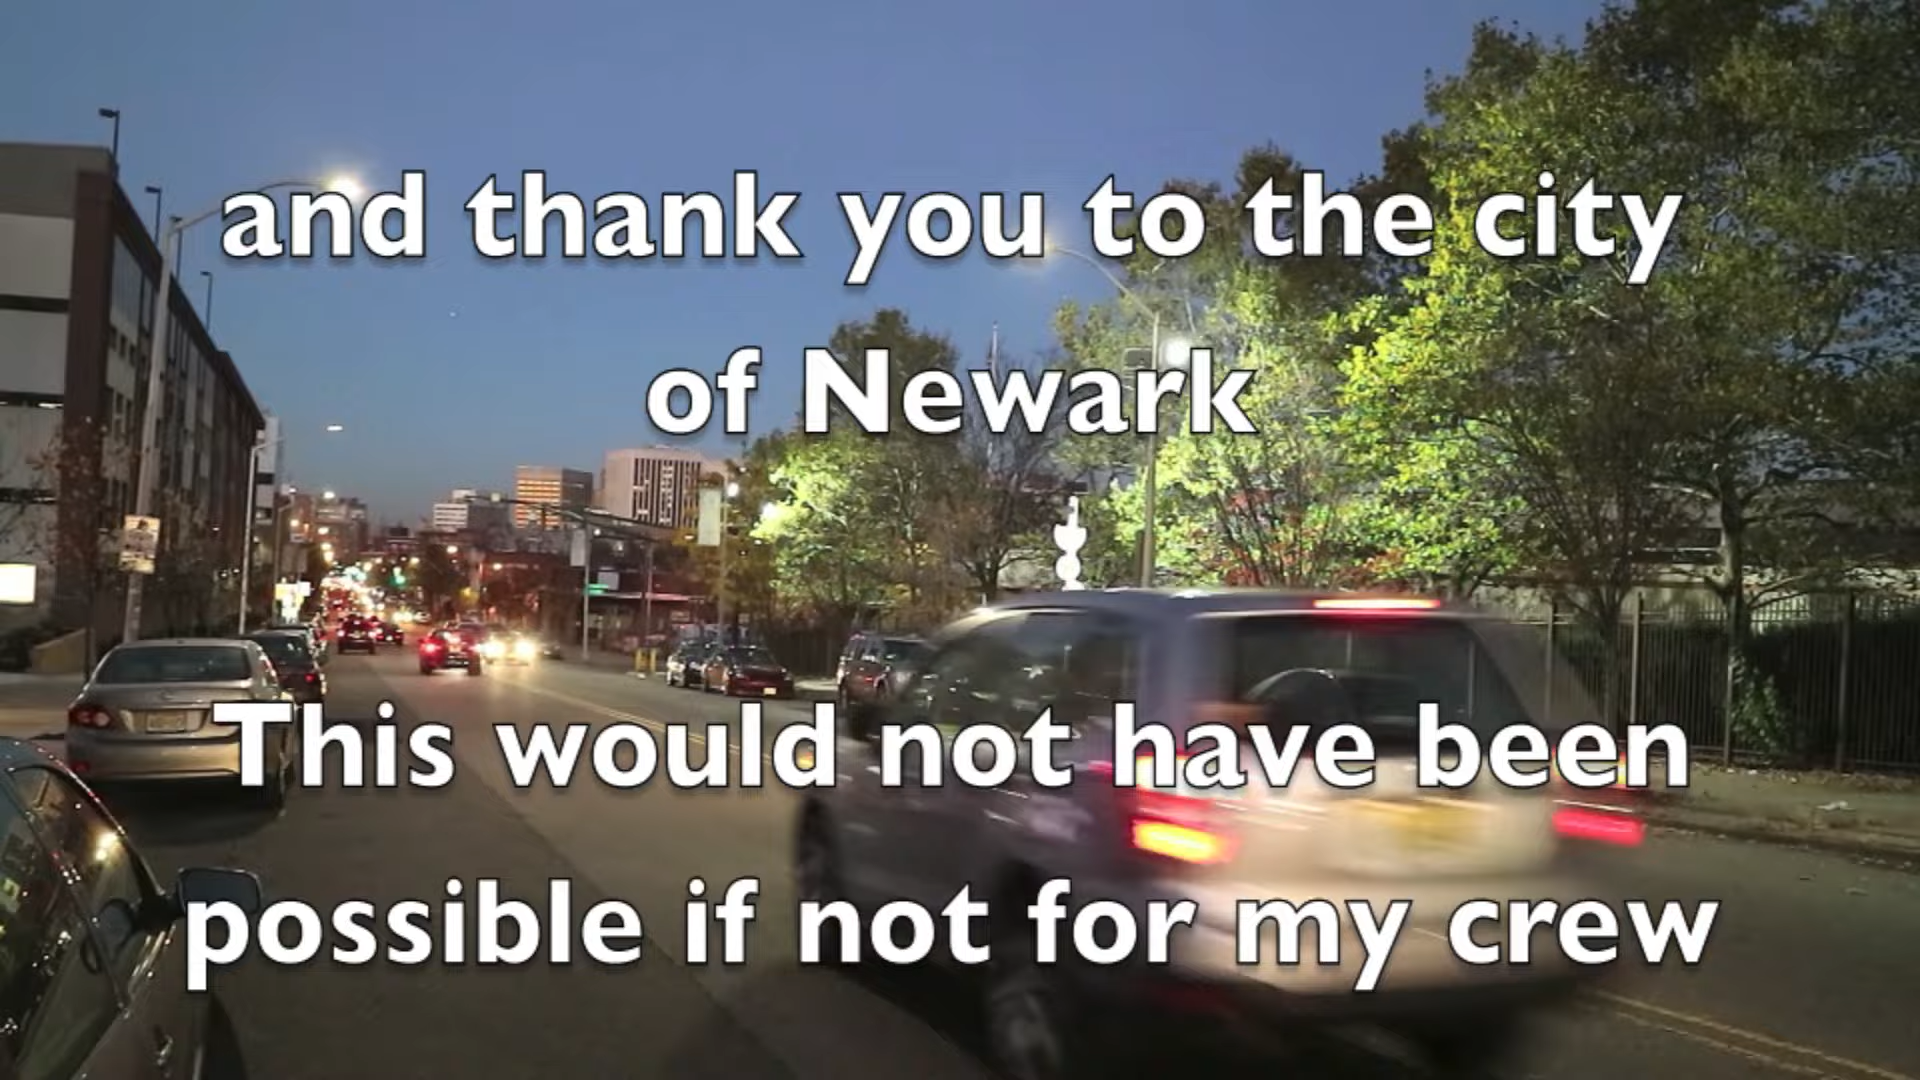 and thank you to the city
of Newark
This would not have been
possible if not for my crew